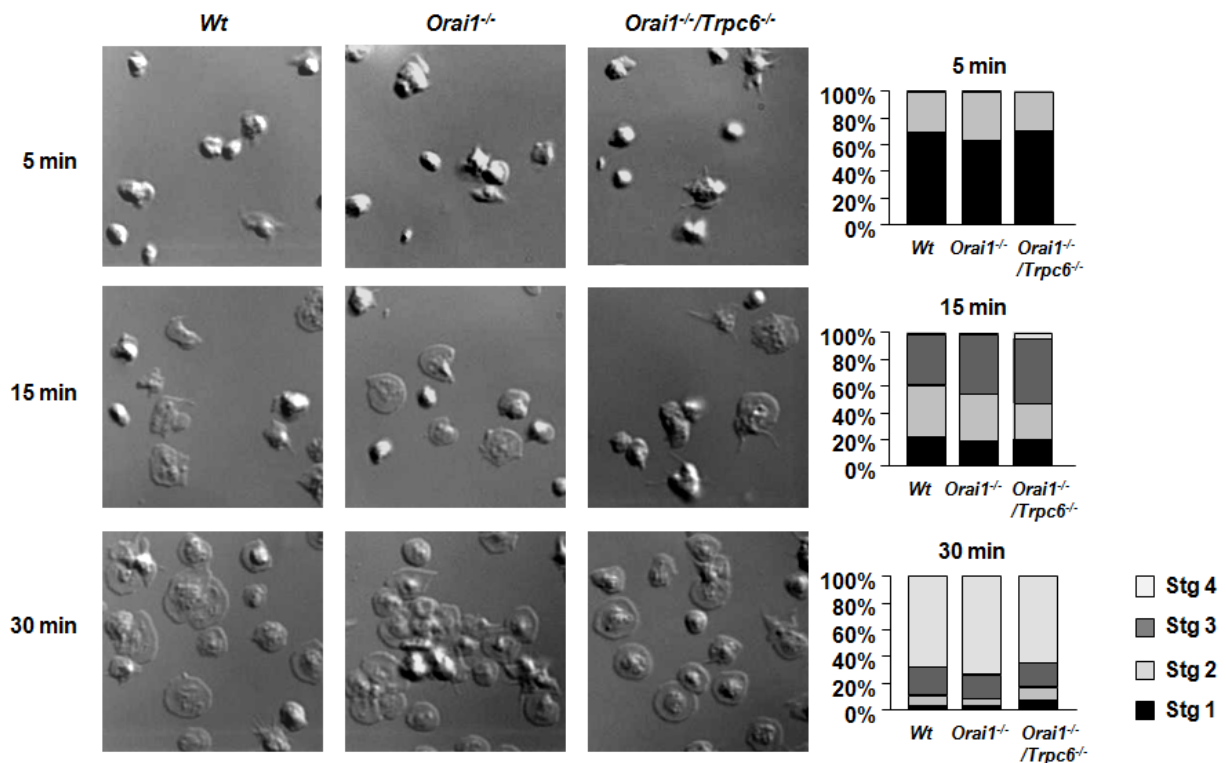 Wt Orai1-/- Orai1-/-/Trpc6-/-
5 min
5 min
100%
80%
60%
40%
20%
0%
Wt Orai1-/- Orai1-/-
/Trpc6-/-
15 min
15 min
100%
80%
60%
40%
20%
0%
Wt Orai1-/- Orai1-/-
/Trpc6-/-
30 min
30 min
100%
80%
60%
40%
20%
0%
Wt Orai1-/- Orai1-/-
/Trpc6-/-
Stg 4
Stg 3
Stg 2
Stg 1